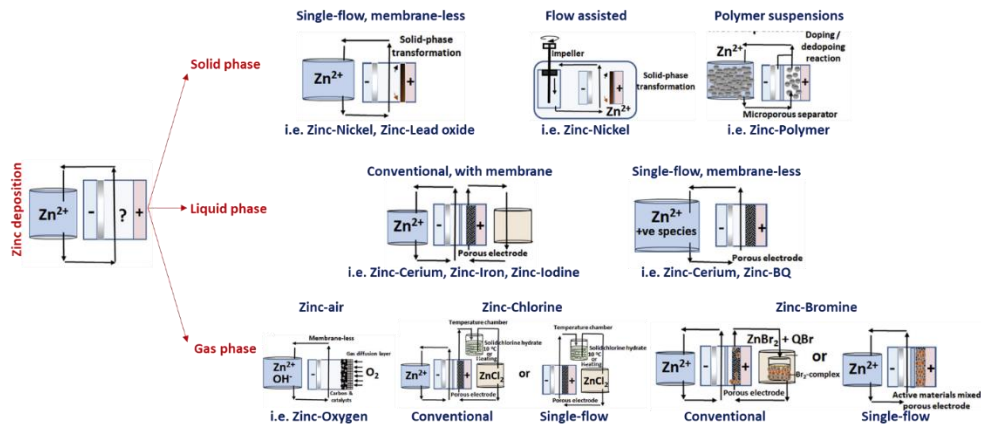 Single-flow, membrane-less
Solid-phase
transformation
Zn2+
-
+
i.e. Zinc-Nickel, Zinc-Lead oxide
Flow assisted
Impeller
Solid-phase
transformation
Zn2+
i.e. Zinc-Nickel
Polymer suspensions
Doping /
dedoping
reaction
Zn2+
-
+
Microporous separator
i.e. Zinc-Polymer
Solid phase
Zinc deposition
Zn2+
-
?
+
Liquid phase
Conventional, with membrane
Zn2+
-
+
Porous electrode
i.e. Zinc-Cerium, Zinc-Iron, Zinc-Iodine
Single-flow, membrane-less
Zn2+
+ve species
-
+
Porous electrode
i.e. Zinc-Cerium, Zinc-BQ
Gas phase
Zinc-air
Membrane-less
Gas diffusion layer
Zn2+
OH-
-
O2
Carbon &
catalysts
i.e. Zinc-Oxygen
Zinc-Chlorine
Temperature chamber
Solid chlorine hydrate
10 °C
or
Heating
Zn2+
-
+
ZnCl2
Porous electrode
Conventional
or
Temperature chamber
Solid chlorine hydrate
10 °C
or
Heating
-
+
ZnCl2
Porous electrode
Single-flow
Zinc-Bromine
ZnBr2 + QBr
Zn2+
-
+
Br2-complex
Porous electrode
Conventional
or
Zn2+
-
+
Active materials mixed
porous electrode
Single-flow